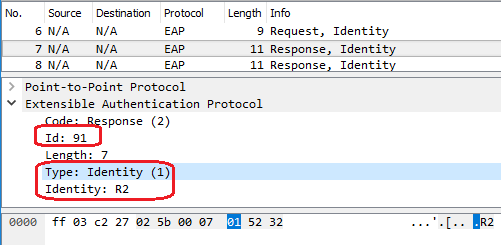 No. Source Destination Protocol Length Info
6 N/A N/A EAP 9 Request, Identity
7 N/A N/A EAP 11 Response, Identity
8 N/A N/A EAP 11 Response, Identity
Point-to-Point Protocol
Extensible Authentication Protocol
Code: Response (2)
Id: 91
Length: 7
Type: Identity (1)
Identity: R2
0000 ff 03 c2 27 02 5b 00 07 01 52 32 ...'.[.. .R2